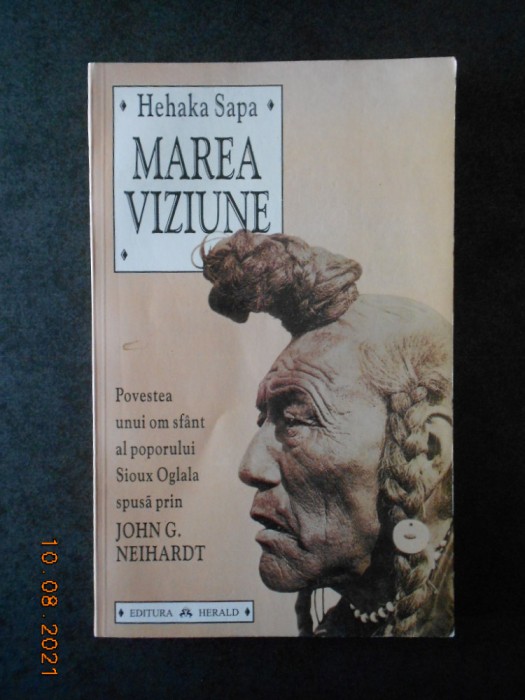 Hehaka Sapa
MAREA
VIZIUNE
Povestea
unui om sfânt
al poporului
Sioux Oglala
spusă prin
JOHN G.
NEIHARDT
EDITURA HERALD
10.08.2021